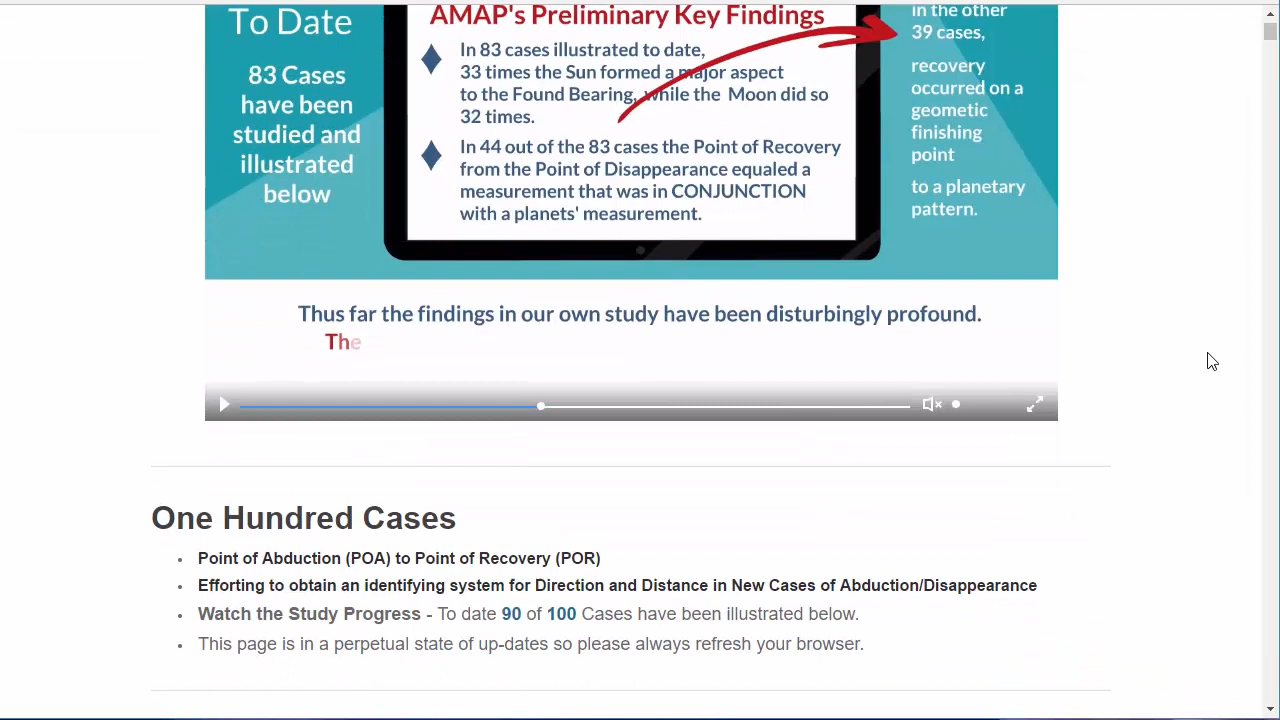 To Date
83 Cases
have been
studied and
illustrated
below
AMAP's Preliminary Key Findings
In 83 cases illustrated to date,
33 times the Sun formed a major aspect
to the Found Bearing, while the Moon did so
32 times.
In 44 out of the 83 cases the Point of Recovery
from the Point of Disappearance equaled a
measurement that was in CONJUNCTION
with a planets' measurement.
in the other
39 cases,
recovery
occurred on a
geometic
finishing
point
to a planetary
pattern.
Thus far the findings in our own study have been disturbingly profound.
The
One Hundred Cases
Point of Abduction (POA) to Point of Recovery (POR)
Efforting to obtain an identifying system for Direction and Distance in New Cases of Abduction/Disappearance
Watch the Study Progress - To date 90 of 100 Cases have been illustrated below.
This page is in a perpetual state of up-dates so please always refresh your browser.